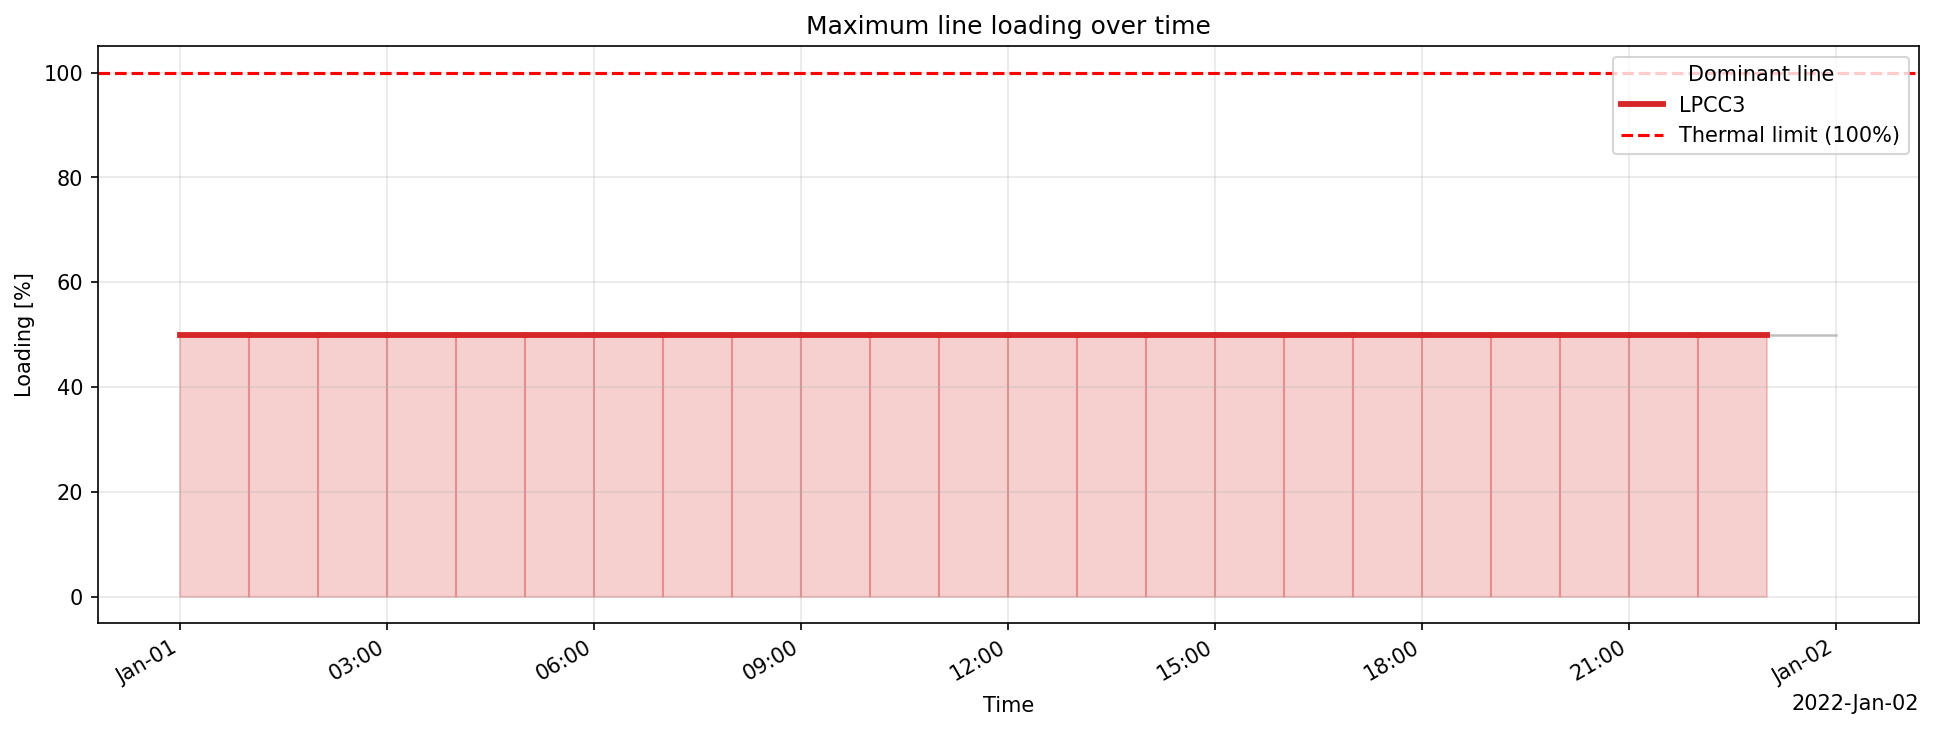 Maximum line loading over time
Loading [%]
100
80
60
40
20
0
Dominant line
LPCC3
Thermal limit (100%)
Jan-01
03:00
06:00
09:00
12:00
15:00
18:00
21:00
Jan-02
Time
2022-Jan-02